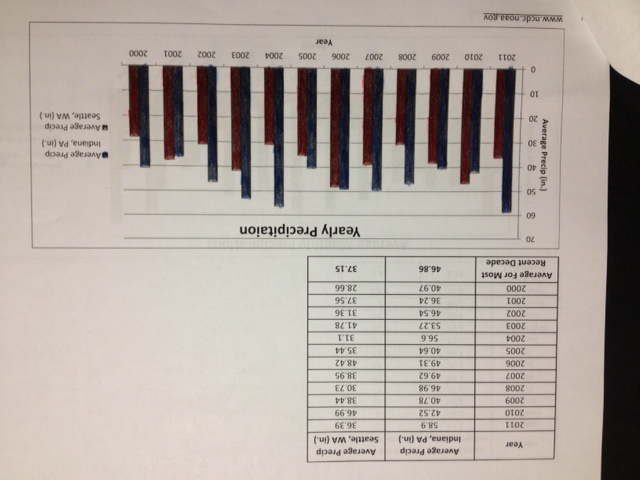 Year
Average Precip Indiana, PA (in.)
Average Precip Seattle, WA (in.)
2011 58.9 36.39
2010 42.52 46.99
2009 40.78 38.44
2008 46.98 30.73
2007 49.62 38.95
2006 49.31 48.42
2005 40.64 35.44
2004 56.6 31.1
2003 53.27 41.78
2002 46.54 31.36
2001 36.24 37.56
2000 40.97 28.66
Average For Most Recent Decade 46.86 37.15
Yearly Precipitaion
70
60
50
40
30
20
10
0
Average Precip (in.)
2011 2010 2009 2008 2007 2006 2005 2004 2003 2002 2001 2000
Year
Average Precip
Indiana, PA (in.)
Average Precip
Seattle, WA (in.)
www.ncdc.noaa.gov